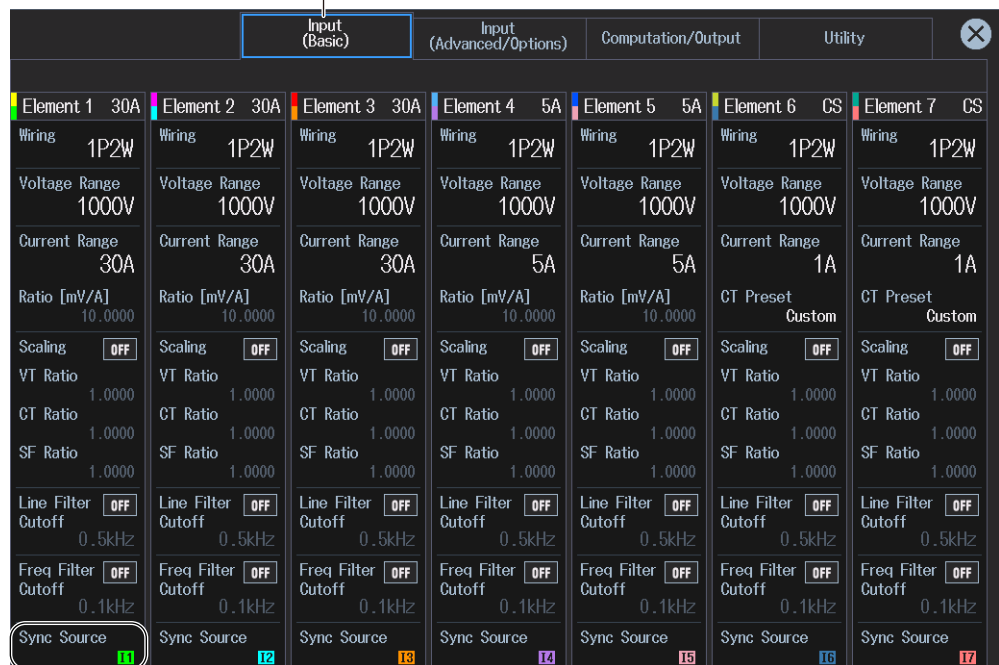 Input
(Basic)
Input
(Advanced/Options)
Computation/Output
Utility
Element 1 30A
Wiring
1P2W
Voltage Range
1000V
Current Range
30A
Ratio [mV/A]
10.0000
Scaling OFF
VT Ratio
1.0000
CT Ratio
1.0000
SF Ratio
1.0000
Line Filter OFF
Cutoff
0.5kHz
Freq Filter OFF
Cutoff
0.1kHz
Sync Source
I1
Element 2 30A
Wiring
1P2W
Voltage Range
1000V
Current Range
30A
Ratio [mV/A]
10.0000
Scaling OFF
VT Ratio
1.0000
CT Ratio
1.0000
SF Ratio
1.0000
Line Filter OFF
Cutoff
0.5kHz
Freq Filter OFF
Cutoff
0.1kHz
Sync Source
I2
Element 3 30A
Wiring
1P2W
Voltage Range
1000V
Current Range
30A
Ratio [mV/A]
10.0000
Scaling OFF
VT Ratio
1.0000
CT Ratio
1.0000
SF Ratio
1.0000
Line Filter OFF
Cutoff
0.5kHz
Freq Filter OFF
Cutoff
0.1kHz
Sync Source
I3
Element 4 5A
Wiring
1P2W
Voltage Range
1000V
Current Range
5A
Ratio [mV/A]
10.0000
Scaling OFF
VT Ratio
1.0000
CT Ratio
1.0000
SF Ratio
1.0000
Line Filter OFF
Cutoff
0.5kHz
Freq Filter OFF
Cutoff
0.1kHz
Sync Source
I4
Element 5 5A
Wiring
1P2W
Voltage Range
1000V
Current Range
5A
Ratio [mV/A]
10.0000
Scaling OFF
VT Ratio
1.0000
CT Ratio
1.0000
SF Ratio
1.0000
Line Filter OFF
Cutoff
0.5kHz
Freq Filter OFF
Cutoff
0.1kHz
Sync Source
I5
Element 6 CS
Wiring
1P2W
Voltage Range
1000V
Current Range
1A
CT Preset
Custom
Scaling OFF
VT Ratio
1.0000
CT Ratio
1.0000
SF Ratio
1.0000
Line Filter OFF
Cutoff
0.5kHz
Freq Filter OFF
Cutoff
0.1kHz
Sync Source
I6
Element 7 CS
Wiring
1P2W
Voltage Range
1000V
Current Range
1A
CT Preset
Custom
Scaling OFF
VT Ratio
1.0000
CT Ratio
1.0000
SF Ratio
1.0000
Line Filter OFF
Cutoff
0.5kHz
Freq Filter OFF
Cutoff
0.1kHz
Sync Source
I7